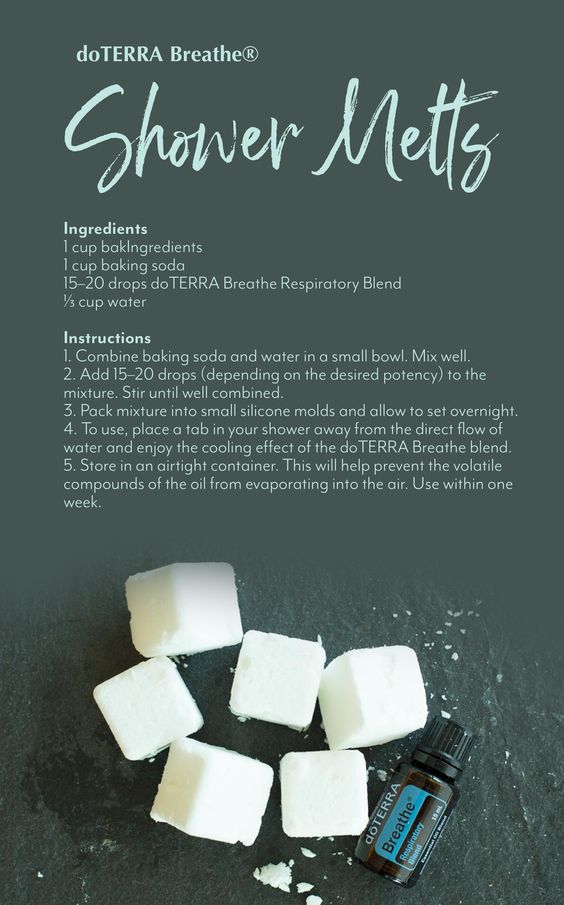 doTERRA Breathe®
Shower Melts
Ingredients
1 cup bakIngredients
1 cup baking soda
15–20 drops doTERRA Breathe Respiratory Blend
⅓ cup water
Instructions
1. Combine baking soda and water in a small bowl. Mix well.
2. Add 15–20 drops (depending on the desired potency) to the
mixture. Stir until well combined.
3. Pack mixture into small silicone molds and allow to set overnight.
4. To use, place a tab in your shower away from the direct flow of
water and enjoy the cooling effect of the doTERRA Breathe blend.
5. Store in an airtight container. This will help prevent the volatile
compounds of the oil from evaporating into the air. Use within one
week.
dōTERRA
Breathe®
Respiratory
Blend
15 mL